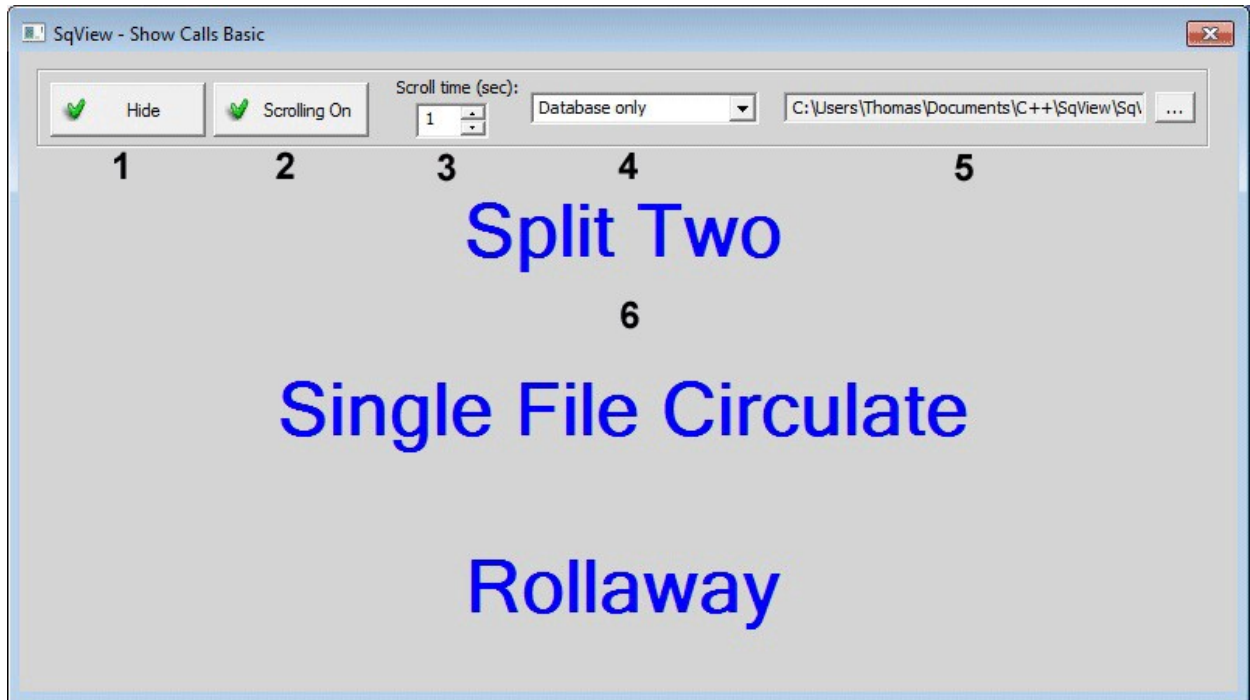 SqView - Show Calls Basic
Hide
Scrolling On
Scroll time (sec):
1
Database only
C:\Users\Thomas\Documents\C++\SqView\Sq\
...
1
2
3
4
5
Split Two
6
Single File Circulate
Rollaway